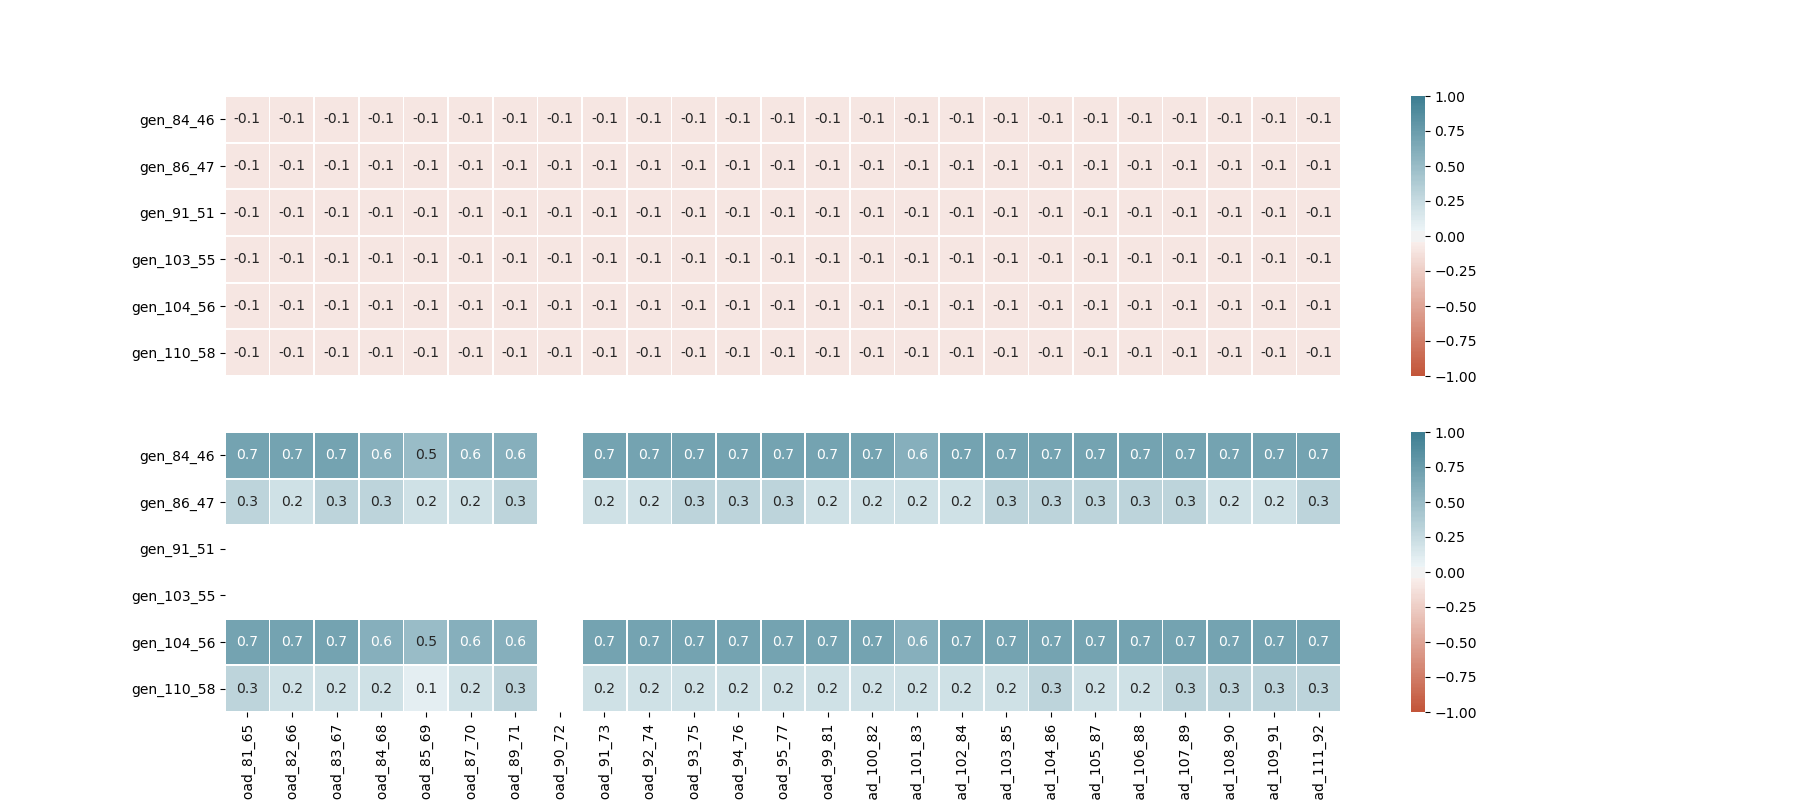 gen_84_46 -0.1 -0.1 -0.1 -0.1 -0.1 -0.1 -0.1 -0.1 -0.1 -0.1 -0.1 -0.1 -0.1 -0.1 -0.1 -0.1 -0.1 -0.1 -0.1 -0.1 -0.1 -0.1 -0.1 -0.1 -0.1
gen_86_47 -0.1 -0.1 -0.1 -0.1 -0.1 -0.1 -0.1 -0.1 -0.1 -0.1 -0.1 -0.1 -0.1 -0.1 -0.1 -0.1 -0.1 -0.1 -0.1 -0.1 -0.1 -0.1 -0.1 -0.1 -0.1
gen_91_51 -0.1 -0.1 -0.1 -0.1 -0.1 -0.1 -0.1 -0.1 -0.1 -0.1 -0.1 -0.1 -0.1 -0.1 -0.1 -0.1 -0.1 -0.1 -0.1 -0.1 -0.1 -0.1 -0.1 -0.1 -0.1
gen_103_55 -0.1 -0.1 -0.1 -0.1 -0.1 -0.1 -0.1 -0.1 -0.1 -0.1 -0.1 -0.1 -0.1 -0.1 -0.1 -0.1 -0.1 -0.1 -0.1 -0.1 -0.1 -0.1 -0.1 -0.1 -0.1
gen_104_56 -0.1 -0.1 -0.1 -0.1 -0.1 -0.1 -0.1 -0.1 -0.1 -0.1 -0.1 -0.1 -0.1 -0.1 -0.1 -0.1 -0.1 -0.1 -0.1 -0.1 -0.1 -0.1 -0.1 -0.1 -0.1
gen_110_58 -0.1 -0.1 -0.1 -0.1 -0.1 -0.1 -0.1 -0.1 -0.1 -0.1 -0.1 -0.1 -0.1 -0.1 -0.1 -0.1 -0.1 -0.1 -0.1 -0.1 -0.1 -0.1 -0.1 -0.1 -0.1
1.00
0.75
0.50
0.25
0.00
−0.25
−0.50
−0.75
−1.00
gen_84_46 0.7 0.7 0.7 0.6 0.5 0.6 0.6 0.7 0.7 0.7 0.7 0.7 0.7 0.7 0.6 0.7 0.7 0.7 0.7 0.7 0.7 0.7 0.7 0.7
gen_86_47 0.3 0.2 0.3 0.3 0.2 0.2 0.3 0.2 0.2 0.3 0.3 0.3 0.2 0.2 0.2 0.2 0.3 0.3 0.3 0.3 0.3 0.2 0.2 0.3
gen_91_51
gen_103_55
gen_104_56 0.7 0.7 0.7 0.6 0.5 0.6 0.6 0.7 0.7 0.7 0.7 0.7 0.7 0.7 0.6 0.7 0.7 0.7 0.7 0.7 0.7 0.7 0.7 0.7
gen_110_58 0.3 0.2 0.2 0.2 0.1 0.2 0.3 0.2 0.2 0.2 0.2 0.2 0.2 0.2 0.2 0.2 0.2 0.3 0.2 0.2 0.3 0.3 0.3 0.3
1.00
0.75
0.50
0.25
0.00
−0.25
−0.50
−0.75
−1.00
oad_81_65
oad_82_66
oad_83_67
oad_84_68
oad_85_69
oad_87_70
oad_89_71
oad_90_72
oad_91_73
oad_92_74
oad_93_75
oad_94_76
oad_95_77
oad_99_81
ad_100_82
ad_101_83
ad_102_84
ad_103_85
ad_104_86
ad_105_87
ad_106_88
ad_107_89
ad_108_90
ad_109_91
ad_111_92